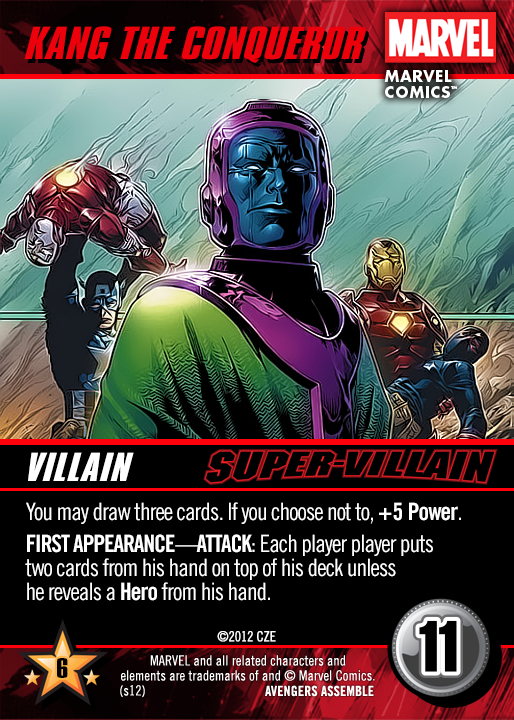 KANG THE CONQUEROR
MARVEL
MARVEL
COMICS™
VILLAIN
SUPER-VILLAIN
You may draw three cards. If you choose not to, +5 Power.
FIRST APPEARANCE—ATTACK: Each player player puts
two cards from his hand on top of his deck unless
he reveals a Hero from his hand.
©2012 CZE
6
MARVEL and all related characters and
elements are trademarks of and © Marvel Comics.
(s12)
AVENGERS ASSEMBLE
11